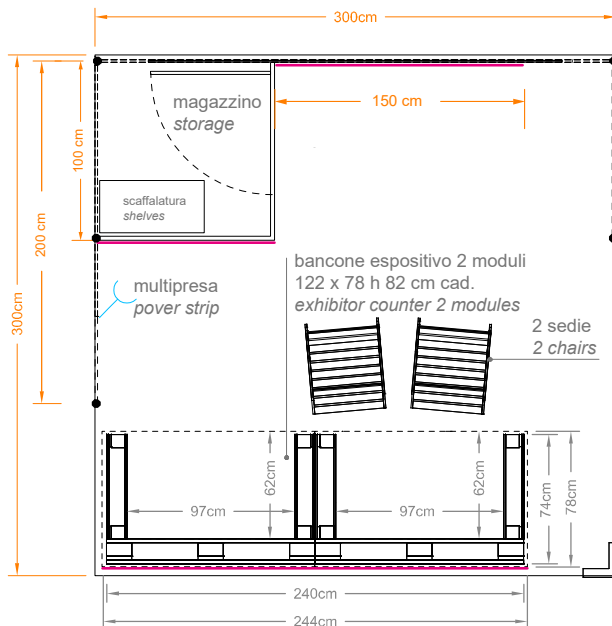 300cm
magazzino
storage
150 cm
100 cm
200 cm
300cm
scaffalatura
shelves
multipresa
pover strip
bancone espositivo 2 moduli
122 x 78 h 82 cm cad.
exhibitor counter 2 modules
2 sedie
2 chairs
62cm
97cm
62cm
97cm
74cm
78cm
240cm
244cm